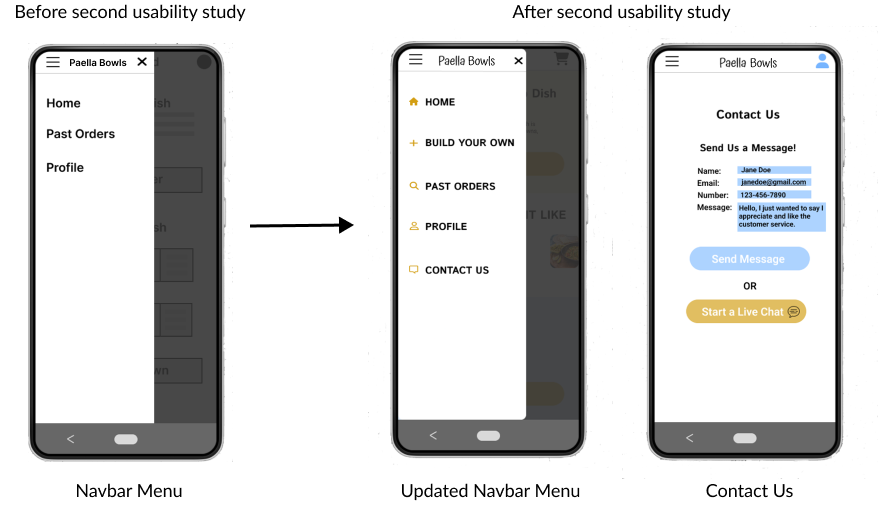 Before second usability study
After second usability study
Paella Bowls
Home
Past Orders
Profile
Paella Bowls
HOME
BUILD YOUR OWN
PAST ORDERS
PROFILE
CONTACT US
Dish
LIKE
Paella Bowls
Contact Us
Send Us a Message!
Name: Jane Doe
Email: janedoe@gmail.com
Number: 123-456-7890
Message: Hello, I just wanted to say I
appreciate and like the
customer service.
Send Message
OR
Start a Live Chat
Navbar Menu
Updated Navbar Menu
Contact Us